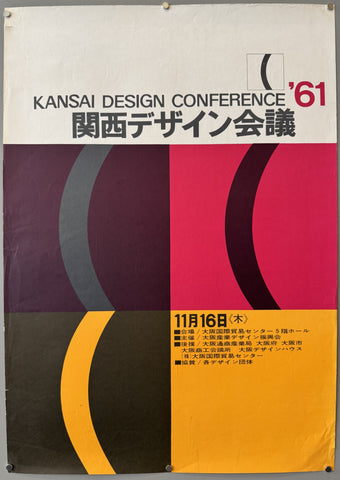 KANSAI DESIGN CONFERENCE '61
関西デザイン会議
11月16日〈木〉
■会場/大阪国際貿易センター5階ホール
■主催/大阪産業デザイン振興会
■後援/大阪通商産業局 大阪府 大阪市
大阪商工会議所 大阪デザインハウス
(株)大阪国際貿易センター
■協賛/各デザイン団体